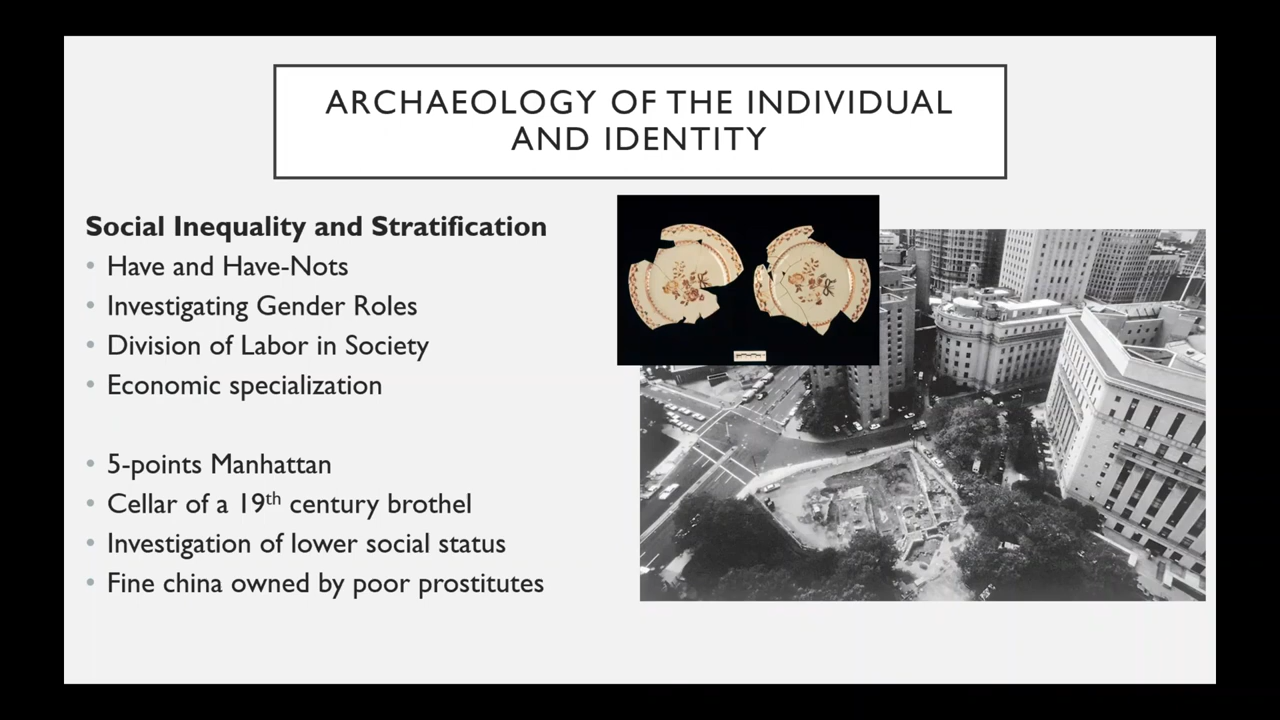 ARCHAEOLOGY OF THE INDIVIDUAL
AND IDENTITY
Social Inequality and Stratification
• Have and Have-Nots
• Investigating Gender Roles
• Division of Labor in Society
• Economic specialization
• 5-points Manhattan
• Cellar of a 19th century brothel
• Investigation of lower social status
• Fine china owned by poor prostitutes